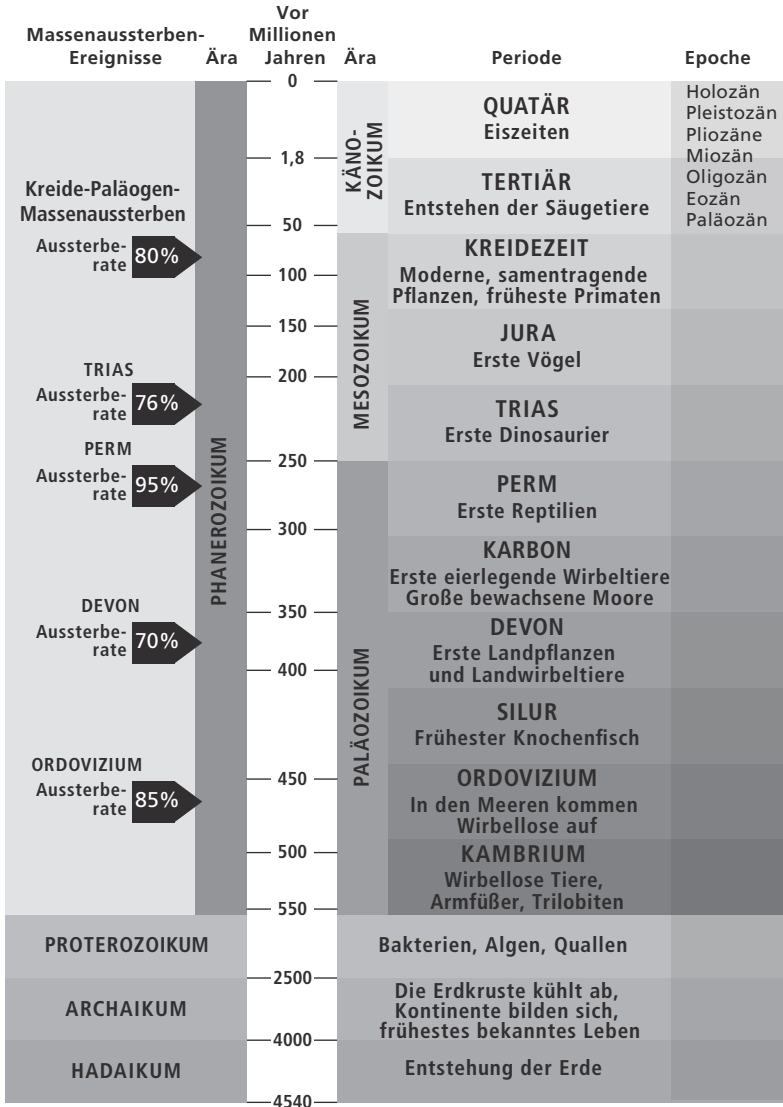 Massenaussterben-
Ereignisse
Ära
Vor
Millionen
Jahren
Ära
Periode
Epoche
0
1,8
50
100
150
200
250
300
350
400
450
500
550
2500
4000
4540
Kreide-Paläogen-
Massenaussterben
Aussterbe-
rate
80%
TRIAS
Aussterbe-
rate
76%
PERM
Aussterbe-
rate
95%
DEVON
Aussterbe-
rate
70%
ORDOVIZIUM
Aussterbe-
rate
85%
PHANEROZOIKUM
KÄNO-
ZOIKUM
MESOZOIKUM
PALÄOZOIKUM
QUATÄR
Eiszeiten
TERTIÄR
Entstehen der Säugetiere
KREIDEZEIT
Moderne, samentragende
Pflanzen, früheste Primaten
JURA
Erste Vögel
TRIAS
Erste Dinosaurier
PERM
Erste Reptilien
KARBON
Erste eierlegende Wirbeltiere
Große bewachsene Moore
DEVON
Erste Landpflanzen
und Landwirbeltiere
SILUR
Frühester Knochenfisch
ORDOVIZIUM
In den Meeren kommen
Wirbellose auf
KAMBRIUM
Wirbellose Tiere,
Armfüßer, Trilobiten
Holozän
Pleistozän
Pliozäne
Miozän
Oligozän
Eozän
Paläozän
PROTEROZOIKUM
Bakterien, Algen, Quallen
ARCHAIKUM
Die Erdkruste kühlt ab,
Kontinente bilden sich,
frühestes bekanntes Leben
HADAIKUM
Entstehung der Erde